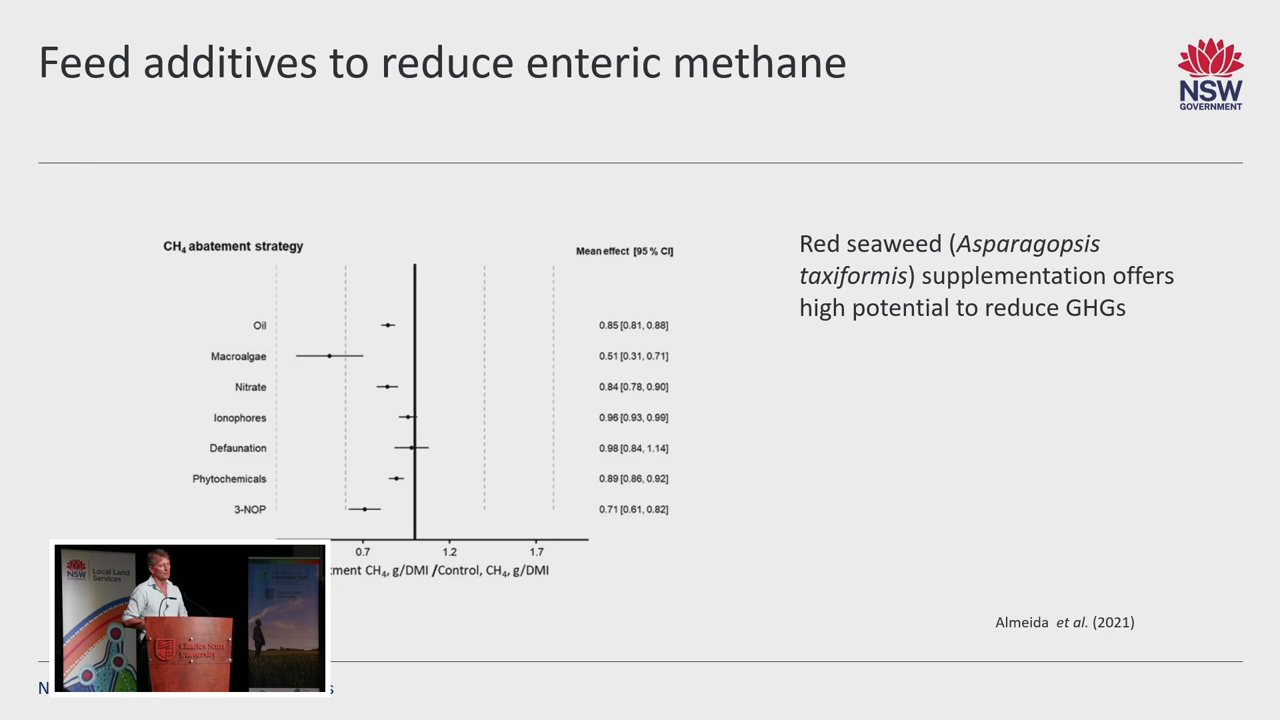 Feed additives to reduce enteric methane
NSW
GOVERNMENT
CH₄ abatement strategy
Mean effect [95 % CI]
Oil
0.85 [0.81, 0.88]
Macroalgae
0.51 [0.31, 0.71]
Nitrate
0.84 [0.78, 0.90]
Ionophores
0.96 [0.93, 0.99]
Defaunation
0.98 [0.84, 1.14]
Phytochemicals
0.89 [0.86, 0.92]
3-NOP
0.71 [0.61, 0.82]
0.7 1.2 1.7
tment CH₄, g/DMI /Control, CH₄, g/DMI
Red seaweed (Asparagopsis
taxiformis) supplementation offers
high potential to reduce GHGs
Almeida et al. (2021)
NSW
Local Land
Services
Charles Sturt
University
N
s